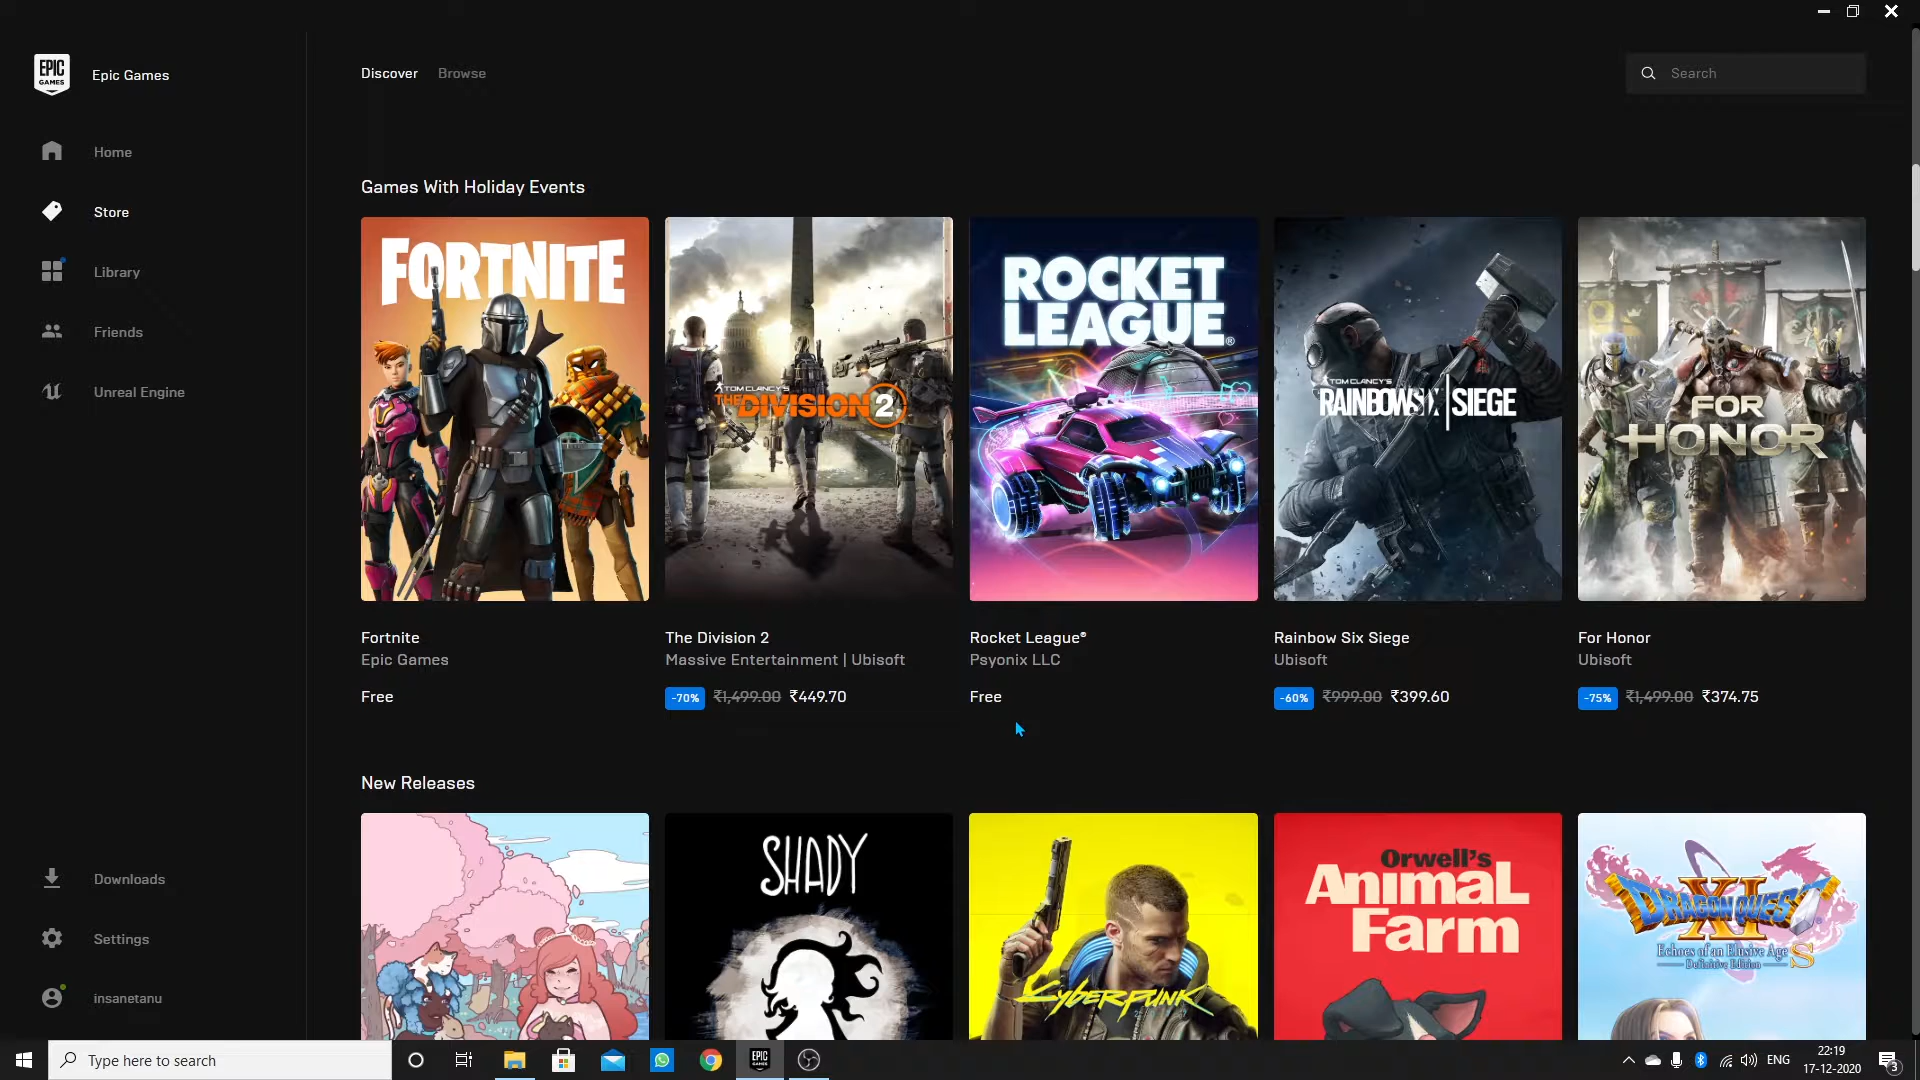 EPIC
GAMES
Epic Games
Discover
Browse
Search
Home
Store
Library
Friends
Unreal Engine
Games With Holiday Events
FORTNITE
TOM CLANCY'S
THE DIVISION 2
ROCKET
LEAGUE®
TOM CLANCY'S
RAINBOW SIX | SIEGE
FOR
HONOR
Fortnite
Epic Games
Free
The Division 2
Massive Entertainment | Ubisoft
-70% ₹1,499.00 ₹449.70
Rocket League®
Psyonix LLC
Free
Rainbow Six Siege
Ubisoft
-60% ₹999.00 ₹399.60
For Honor
Ubisoft
-75% ₹1,499.00 ₹374.75
New Releases
SHADY
Cyberpunk
Orwell's
Animal
Farm
DRAGON QUEST
XI
Echoes of an Elusive Age S
Definitive Edition
Downloads
Settings
insanetanu
Type here to search
EPIC
GAMES
ENG
22:19
17-12-2020
3